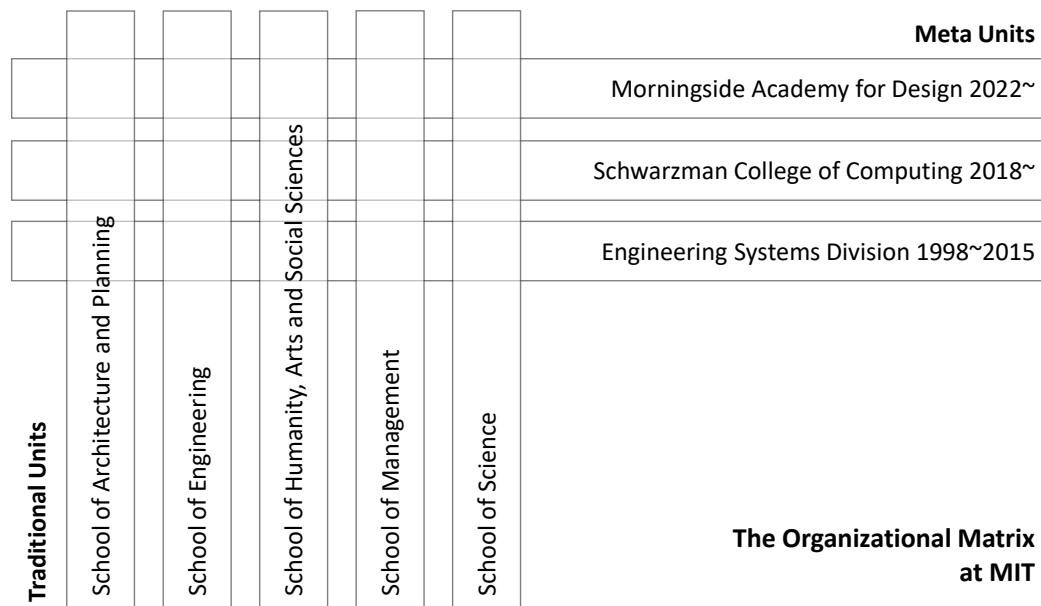 Meta Units
Morningside Academy for Design 2022~
Schwarzman College of Computing 2018~
Engineering Systems Division 1998~2015
Traditional Units
School of Architecture and Planning
School of Engineering
School of Humanity, Arts and Social Sciences
School of Management
School of Science
The Organizational Matrix
at MIT